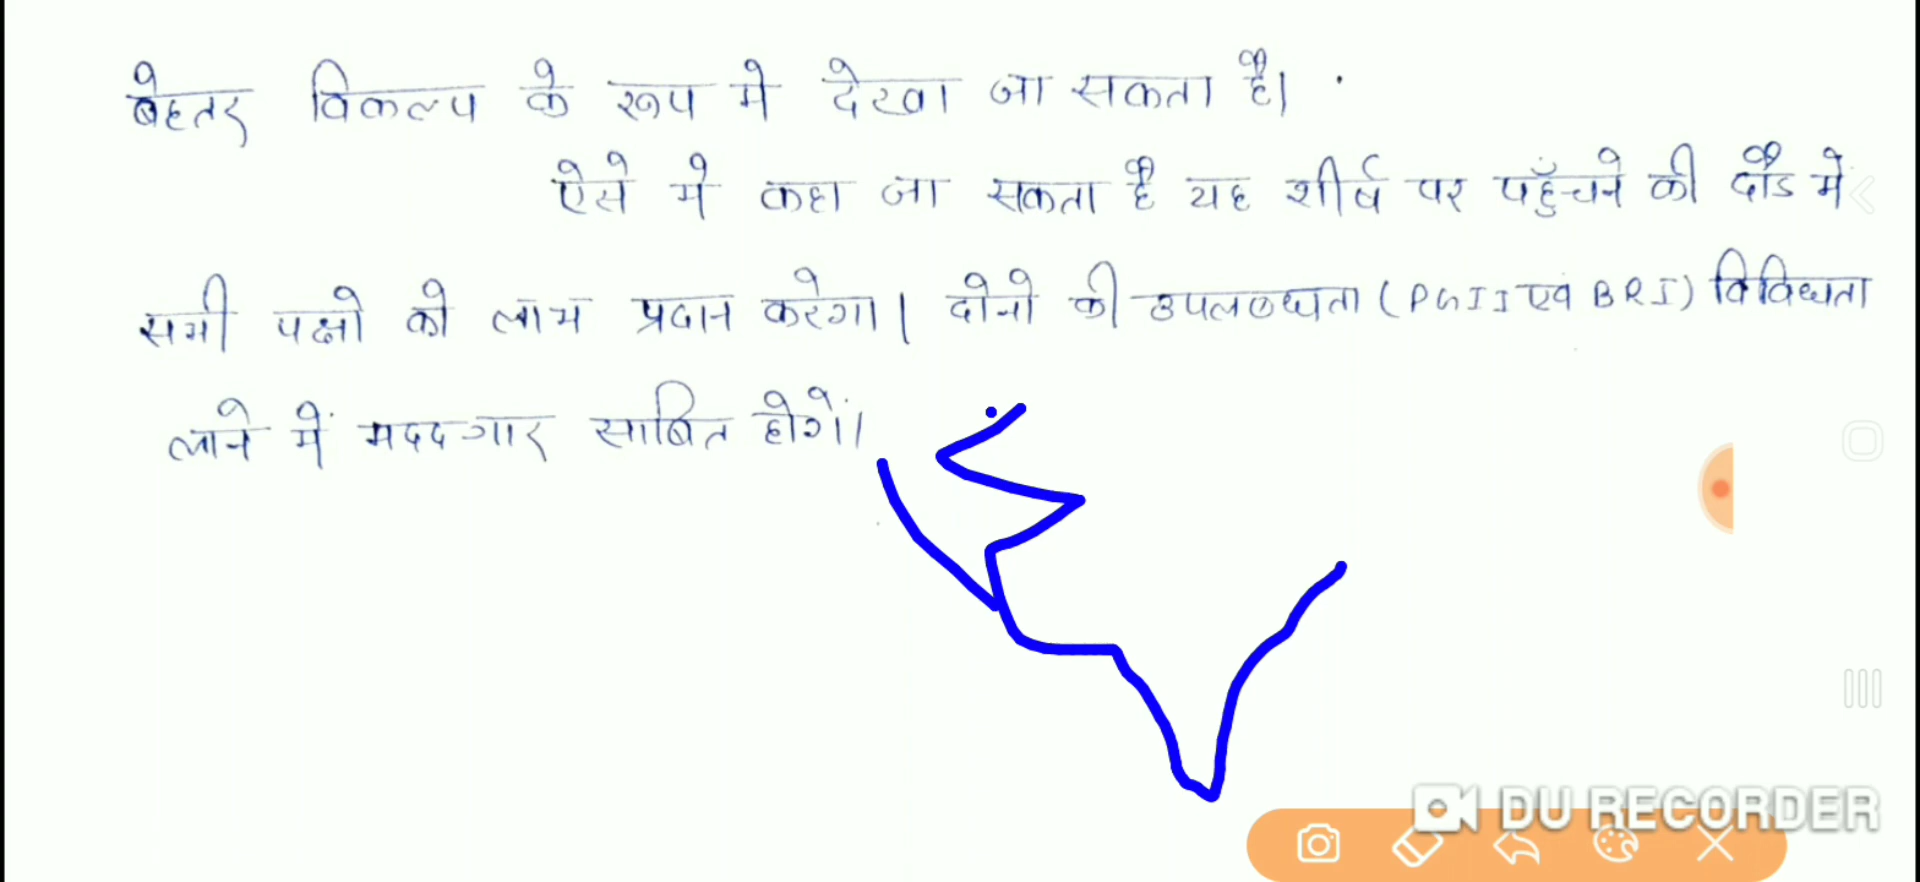 बेहतर विकल्प के रूप मे देखा जा सकता है।
ऐसे मे कहा जा सकता है यह शीर्ष पर पहुँचने की दौड मे
सभी पक्षो को लाभ प्रदान करेगा। दोनो की उपलब्धता (PGII एवं BRI) विविधता
लाने में मददगार साबित होगें।
DU RECORDER